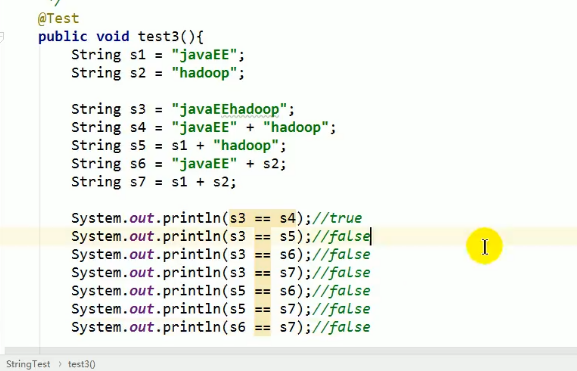 */
@Test
public void test3(){
String s1 = "javaEE";
String s2 = "hadoop";
String s3 = "javaEEhadoop";
String s4 = "javaEE" + "hadoop";
String s5 = s1 + "hadoop";
String s6 = "javaEE" + s2;
String s7 = s1 + s2;
System.out.println(s3 == s4);//true
System.out.println(s3 == s5);//false
System.out.println(s3 == s6);//false
System.out.println(s3 == s7);//false
System.out.println(s5 == s6);//false
System.out.println(s5 == s7);//false
System.out.println(s6 == s7);//false
StringTest > test3()